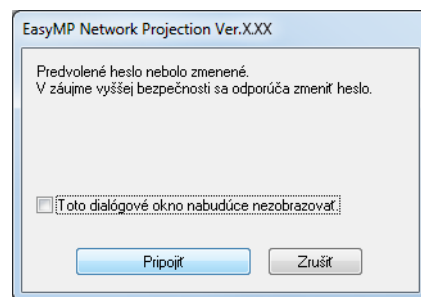 EasyMP Network Projection Ver.X.XX
Predvolené heslo nebolo zmenené.
V záujme vyššej bezpečnosti sa odporúča zmeniť heslo.
Toto dialógové okno nabudúce nezobrazovať.
Pripojiť
Zrušiť